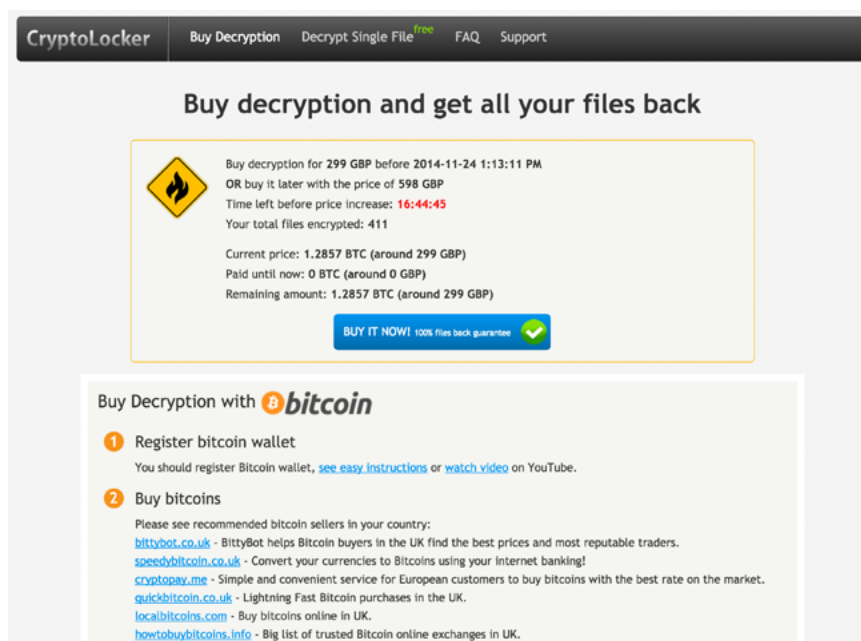 CryptoLocker Buy Decryption Decrypt Single File free FAQ Support
Buy decryption and get all your files back
Buy decryption for 299 GBP before 2014-11-24 1:13:11 PM
OR buy it later with the price of 598 GBP
Time left before price increase: 16:44:45
Your total files encrypted: 411
Current price: 1.2857 BTC (around 299 GBP)
Paid until now: 0 BTC (around 0 GBP)
Remaining amount: 1.2857 BTC (around 299 GBP)
BUY IT NOW! 100% files back guarantee
Buy Decryption with bitcoin
1 Register bitcoin wallet
You should register Bitcoin wallet, see easy instructions or watch video on YouTube.
2 Buy bitcoins
Please see recommended bitcoin sellers in your country:
bittybot.co.uk - BittyBot helps Bitcoin buyers in the UK find the best prices and most reputable traders.
speedybitcoin.co.uk - Convert your currencies to Bitcoins using your internet banking!
cryptopay.me - Simple and convenient service for European customers to buy bitcoins with the best rate on the market.
quickbitcoin.co.uk - Lightning Fast Bitcoin purchases in the UK.
localbitcoins.com - Buy bitcoins online in UK.
howtobuybitcoins.info - Big list of trusted Bitcoin online exchanges in UK.